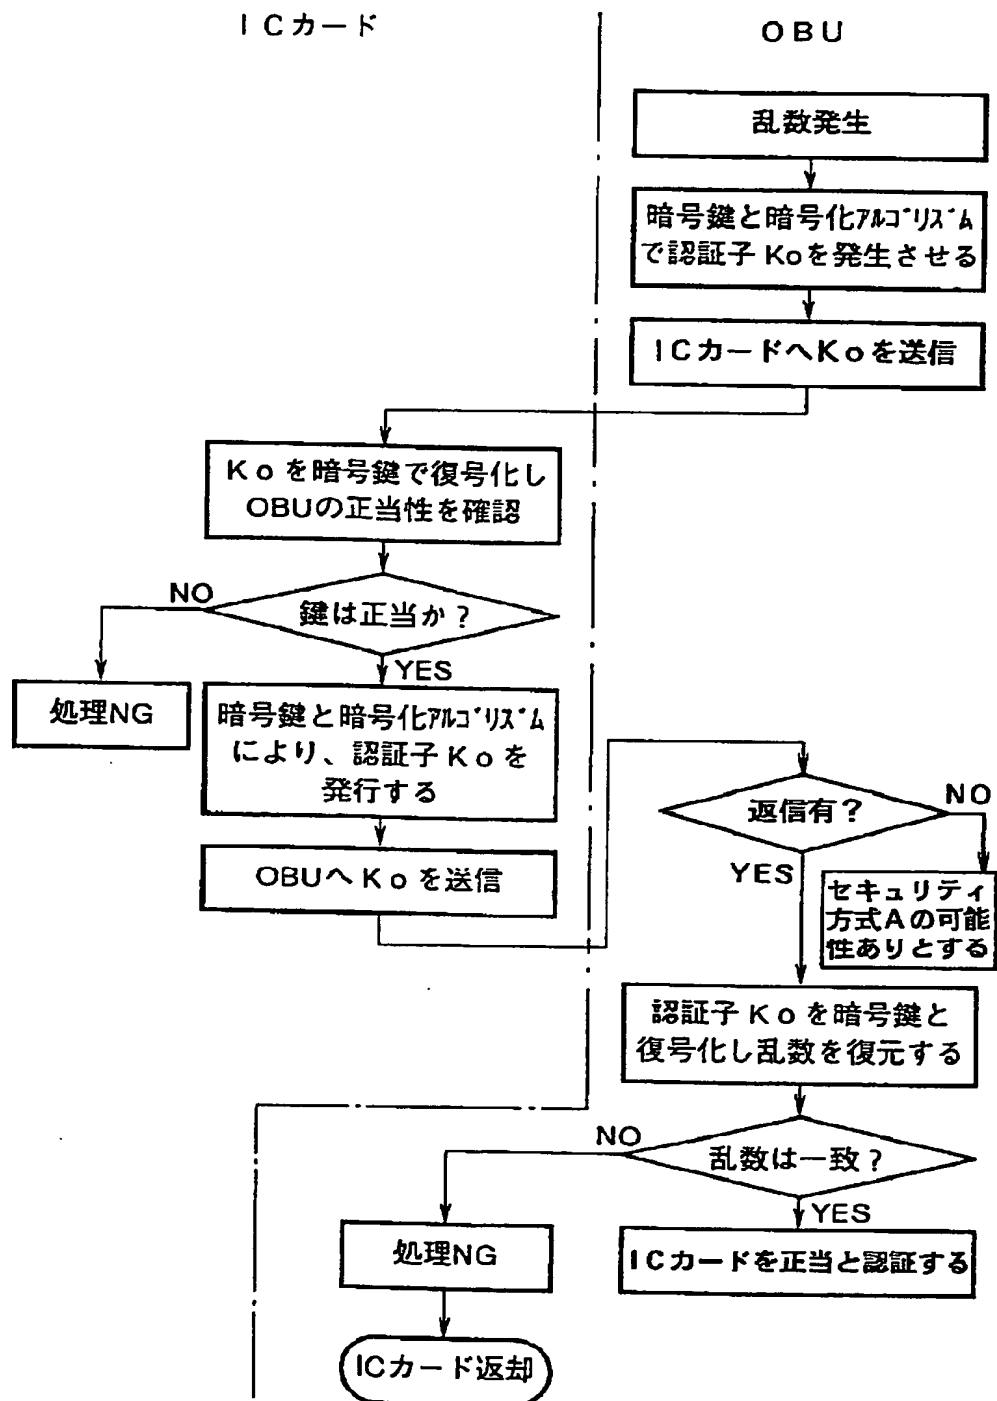 ICカード
OBU
乱数発生
暗号鍵と暗号化ｱﾙｺﾞﾘｽﾞﾑ
で認証子Koを発生させる
ICカードへKoを送信
Koを暗号鍵で復号化し
OBUの正当性を確認
鍵は正当か？
NO
YES
処理NG
暗号鍵と暗号化ｱﾙｺﾞﾘｽﾞﾑ
により、認証子Koを
発行する
OBUへKoを送信
返信有？
NO
YES
セキュリティ
方式Aの可能
性ありとする
認証子Koを暗号鍵と
復号化し乱数を復元する
乱数は一致？
NO
YES
処理NG
ICカードを正当と認証する
ICカード返却